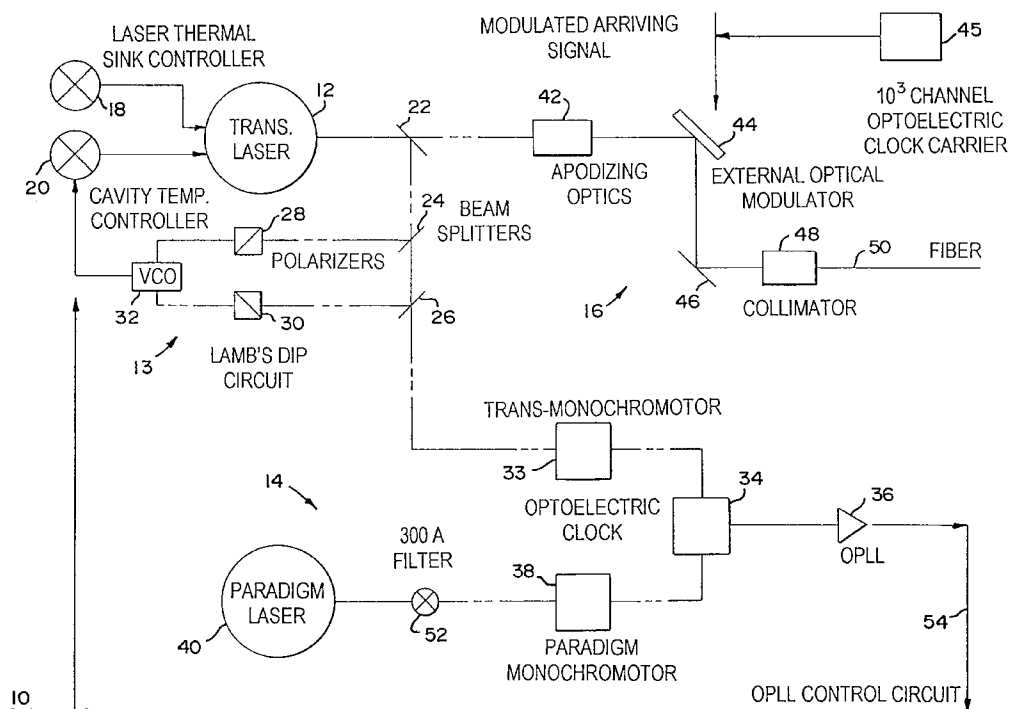 LASER THERMAL
SINK CONTROLLER
18
12
TRANS.
LASER
20
CAVITY TEMP.
CONTROLLER
22
24
BEAM
SPLITTERS
28
POLARIZERS
VCO
32
30
26
13
LAMB'S DIP
CIRCUIT
MODULATED ARRIVING
SIGNAL
45
10³ CHANNEL
OPTOELECTRIC
CLOCK CARRIER
42
APODIZING
OPTICS
44
EXTERNAL OPTICAL
MODULATOR
48
50
FIBER
46
COLLIMATOR
16
TRANS-MONOCHROMOTOR
33
34
OPTOELECTRIC
CLOCK
36
OPLL
14
300 A
FILTER
38
PARADIGM
LASER
40
52
PARADIGM
MONOCHROMOTOR
54
10
OPLL CONTROL CIRCUIT